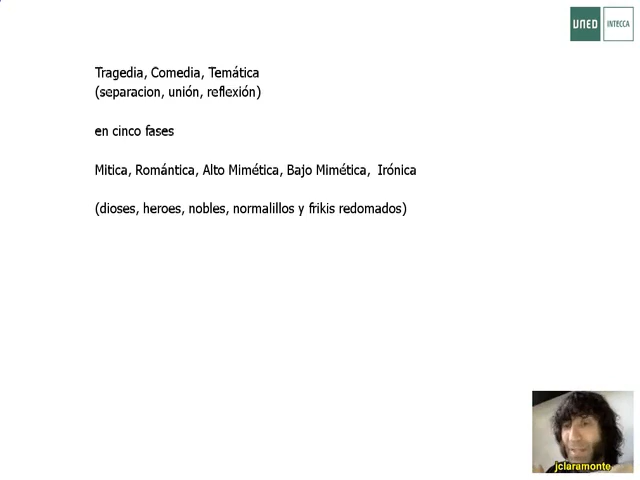 UNED INTECCA
Tragedia, Comedia, Temática
(separacion, unión, reflexión)
en cinco fases
Mitica, Romántica, Alto Mimética, Bajo Mimética, Irónica
(dioses, heroes, nobles, normalillos y frikis redomados)
jclaramonte